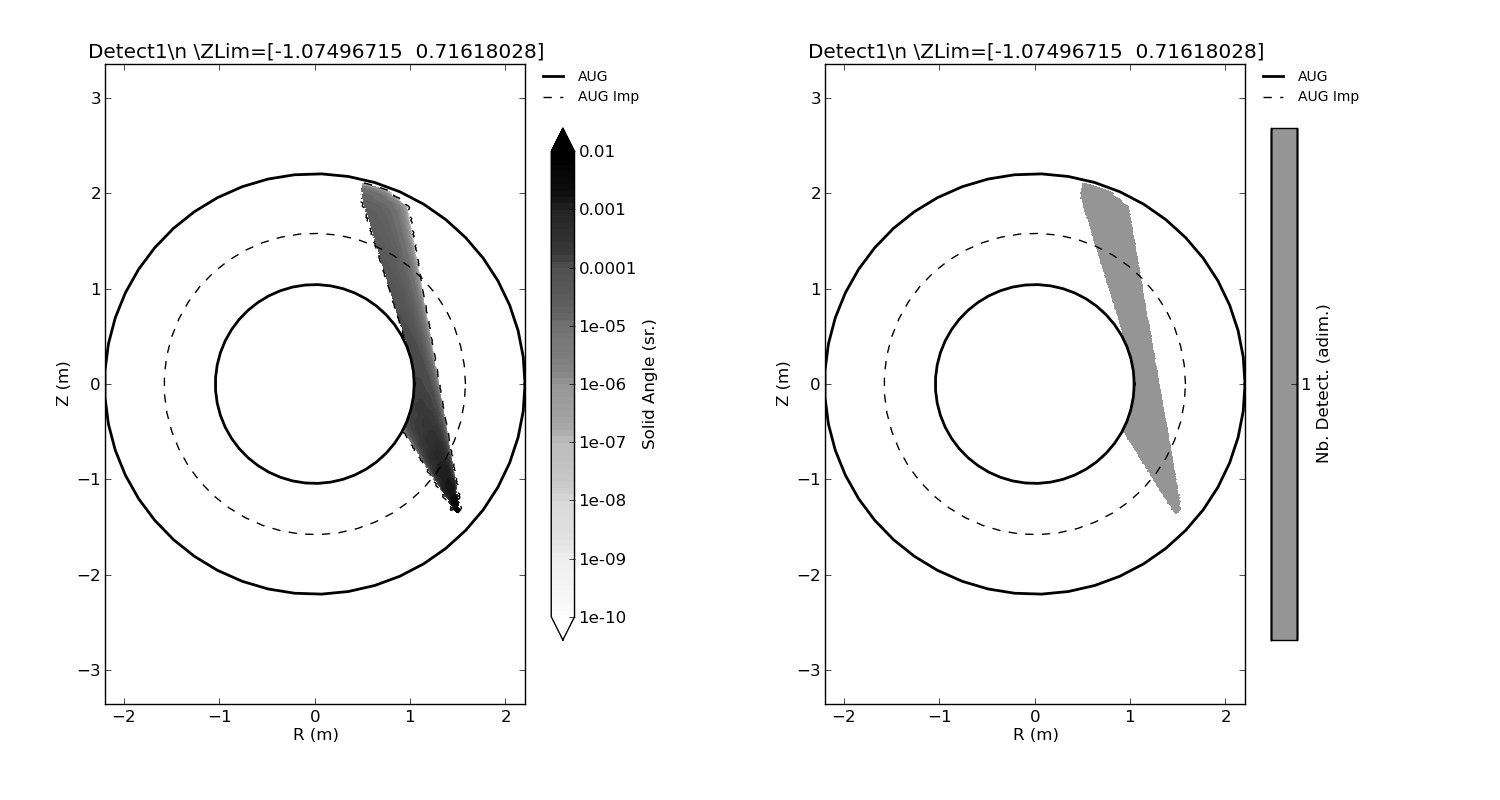 Detect1\n \ZLim=[-1.07496715  0.71618028]
AUG
AUG Imp
3
2
1
0
−1
−2
−3
Z (m)
−2
−1
0
1
2
R (m)
0.01
0.001
0.0001
1e-05
1e-06
1e-07
1e-08
1e-09
1e-10
Solid Angle (sr.)
Detect1\n \ZLim=[-1.07496715  0.71618028]
AUG
AUG Imp
3
2
1
0
−1
−2
−3
Z (m)
−2
−1
0
1
2
R (m)
1
Nb. Detect. (adim.)